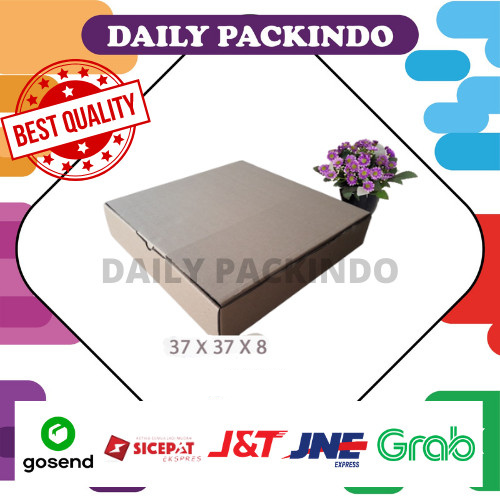 DAILY PACKINDO
BEST QUALITY
DAILY PACKINDO
37 X 37 X 8
gosend
SICEPAT
EKSPRES
J&T
JNE
EXPRESS
Grab